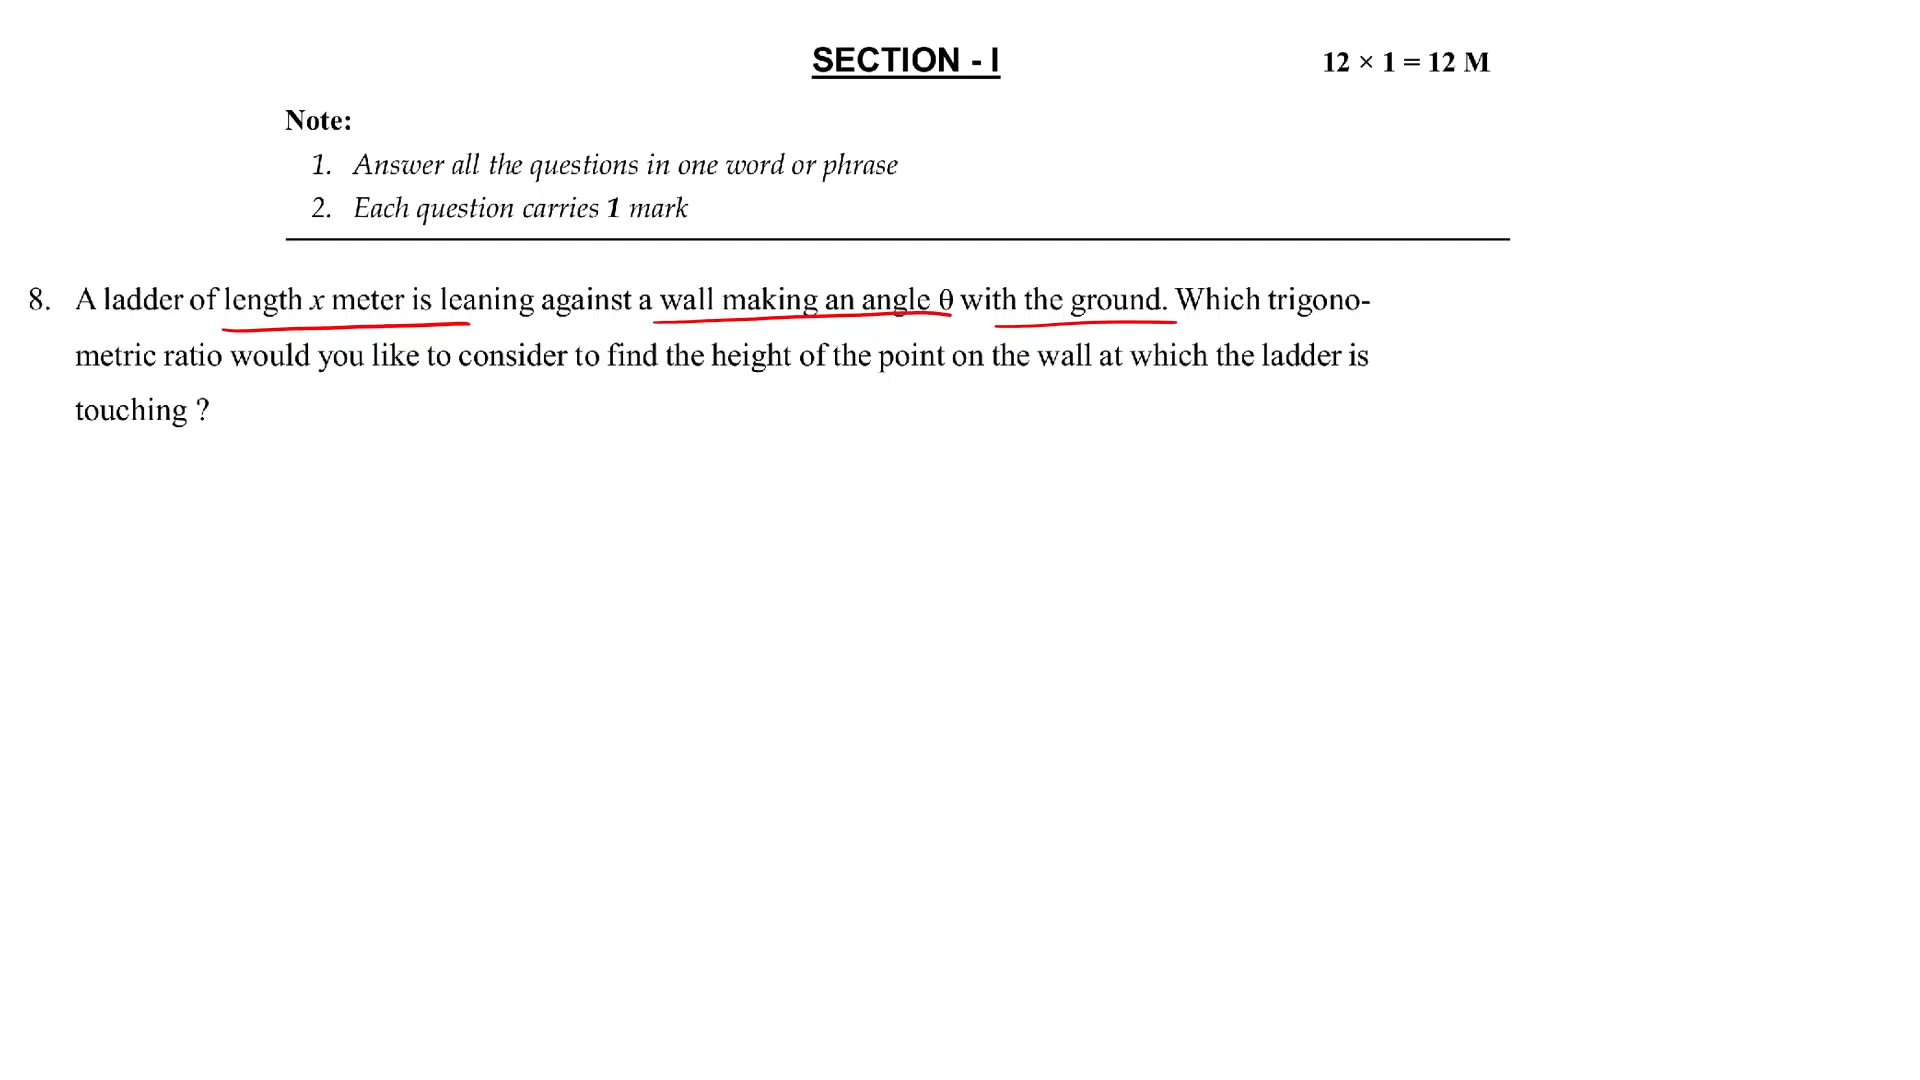 SECTION - I
12 × 1 = 12 M
Note:
1. Answer all the questions in one word or phrase
2. Each question carries 1 mark
8. A ladder of length x meter is leaning against a wall making an angle θ with the ground. Which trigono-
metric ratio would you like to consider to find the height of the point on the wall at which the ladder is
touching ?